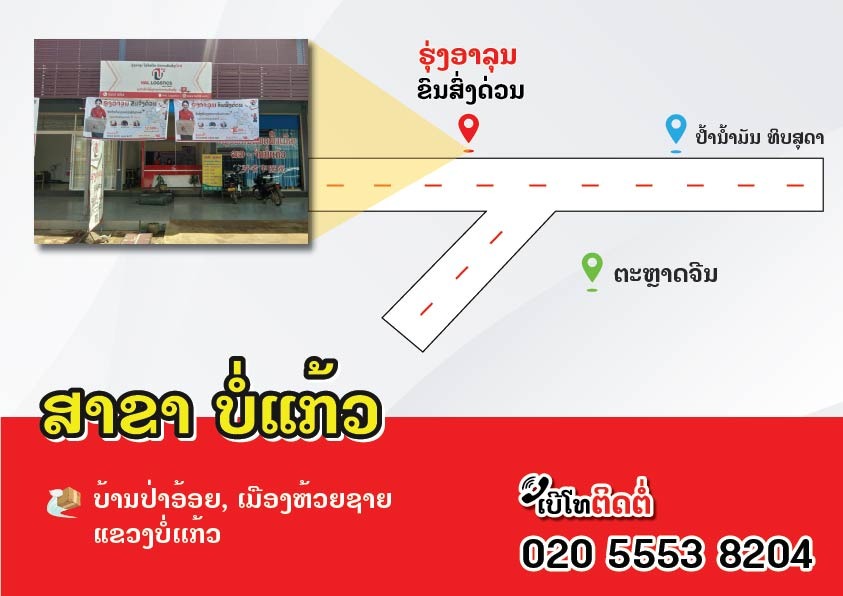 HAL LOGISTICS
ຮຸ່ງອາລຸນ
ຂົນສົ່ງດ່ວນ
ປ້ຳນ້ຳມັນ ທິບສຸດາ
ຕະຫຼາດຈີນ
ສາຂາ ບໍ່ແກ້ວ
ບ້ານປ່າອ້ອຍ, ເມືອງຫ້ວຍຊາຍ
ແຂວງບໍ່ແກ້ວ
ເບີໂທຕິດຕໍ່
020 5553 8204